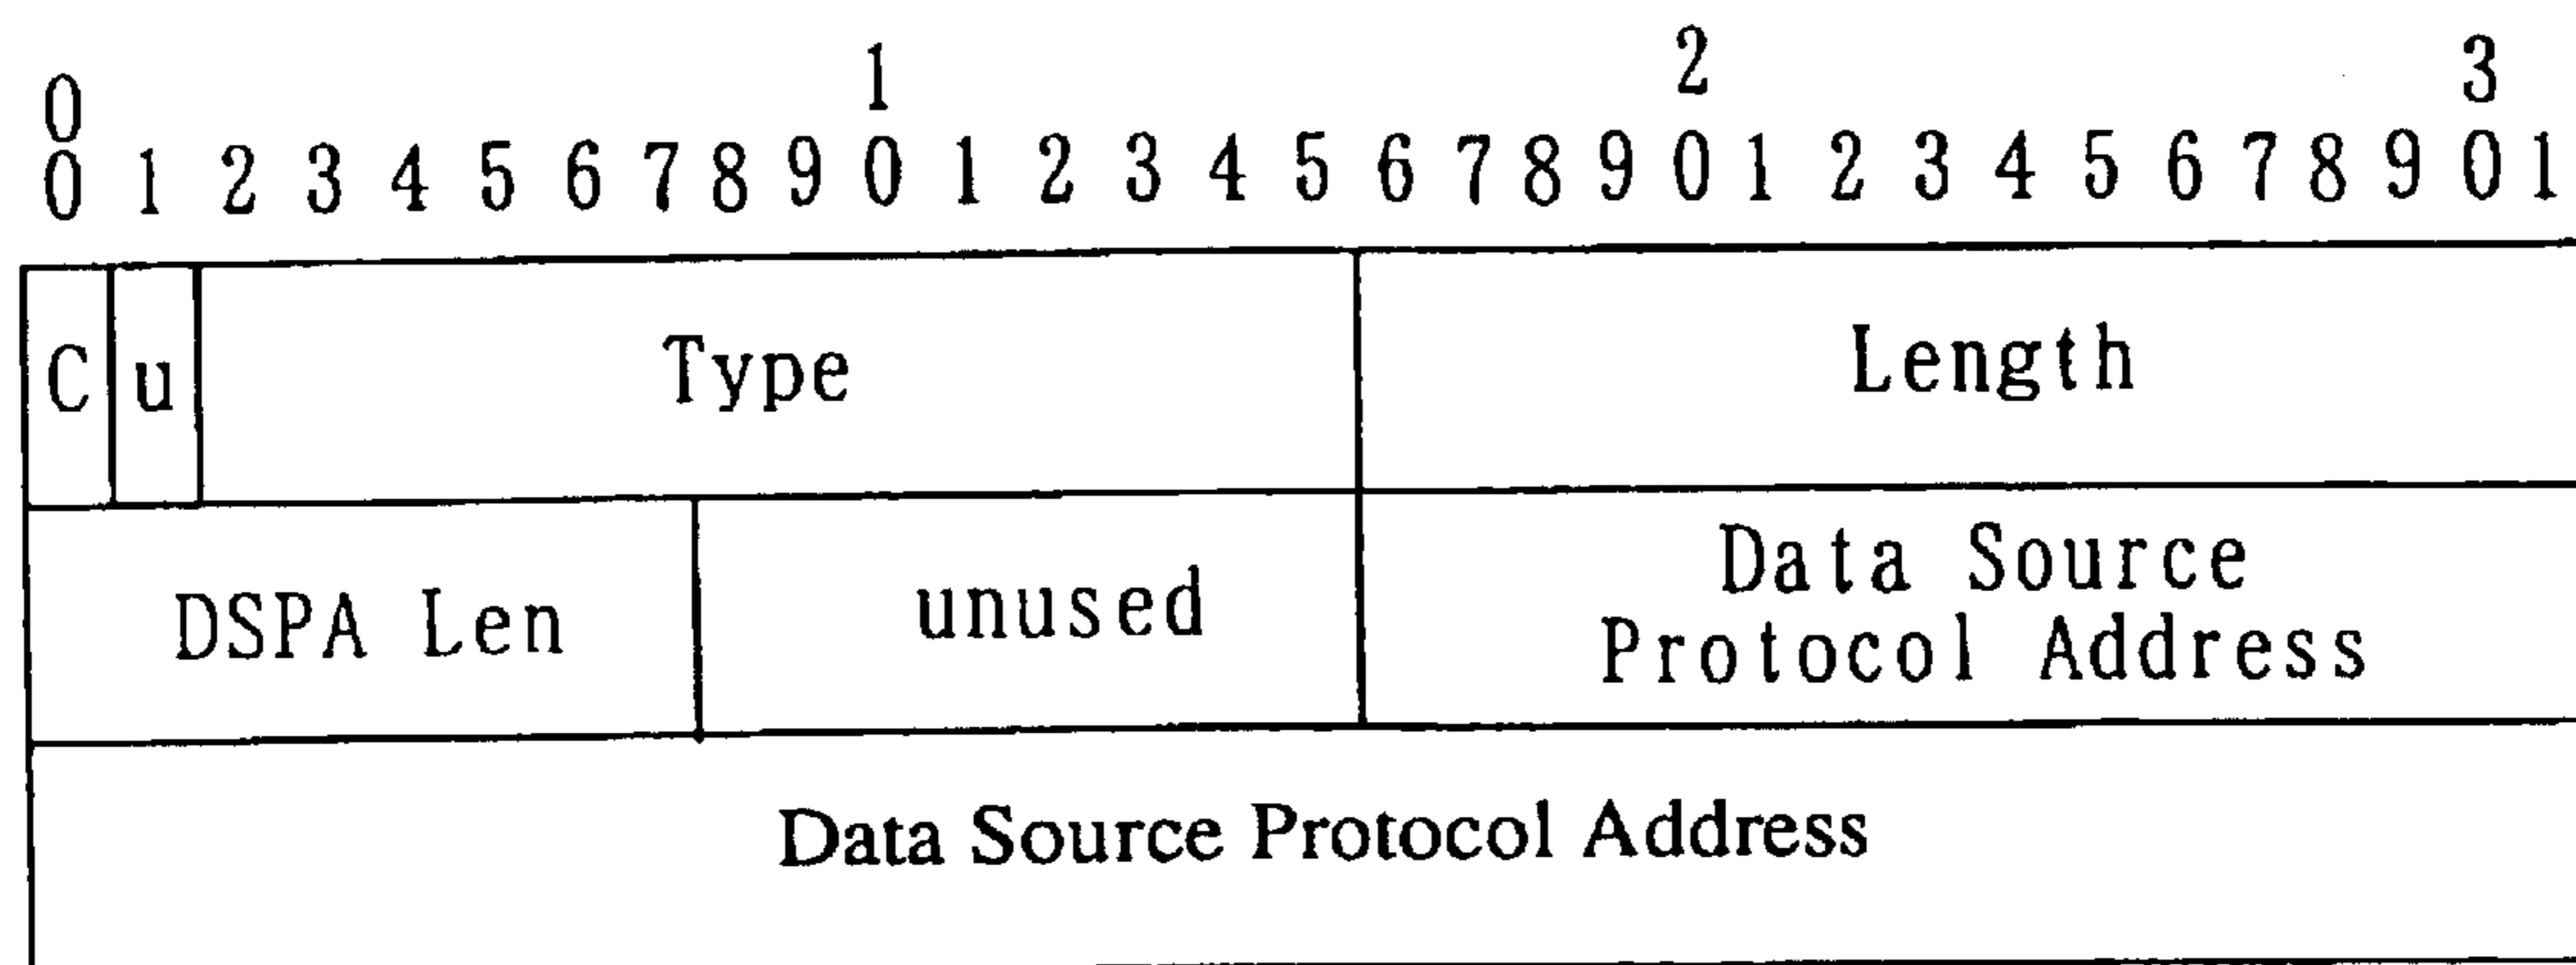 0 1 2 3
0 1 2 3 4 5 6 7 8 9 0 1 2 3 4 5 6 7 8 9 0 1 2 3 4 5 6 7 8 9 0 1
C u Type Length
DSPA Len unused Data Source
Protocol Address
Data Source Protocol Address